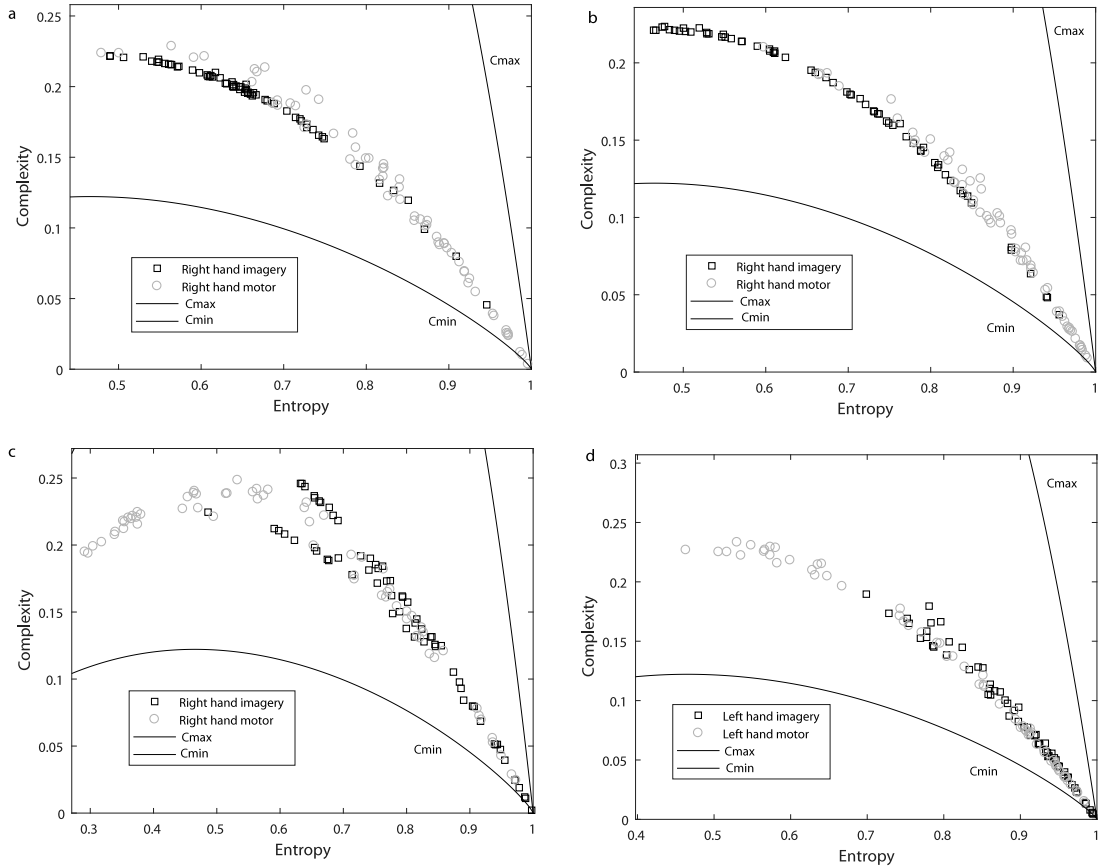 a
0.25
0.2
0.15
0.1
0.05
0
Complexity
Cmax
Cmin
Right hand imagery
Right hand motor
Cmax
Cmin
0.5 0.6 0.7 0.8 0.9 1
Entropy
b
0.2
0.15
0.1
0.05
0
Complexity
Cmax
Cmin
Right hand imagery
Right hand motor
Cmax
Cmin
0.5 0.6 0.7 0.8 0.9 1
Entropy
c
0.25
0.2
0.15
0.1
0.05
0
Complexity
Cmin
Right hand imagery
Right hand motor
Cmax
Cmin
0.3 0.4 0.5 0.6 0.7 0.8 0.9 1
Entropy
d
0.3
0.25
0.2
0.15
0.1
0.05
0
Complexity
Cmax
Cmin
Left hand imagery
Left hand motor
Cmax
Cmin
0.4 0.5 0.6 0.7 0.8 0.9 1
Entropy